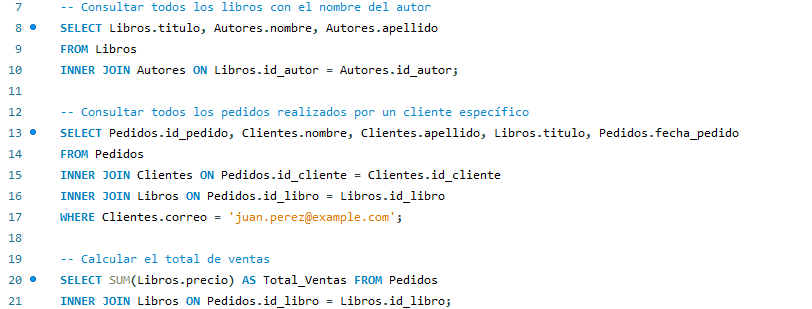 7 -- Consultar todos los libros con el nombre del autor
8 SELECT Libros.titulo, Autores.nombre, Autores.apellido
9 FROM Libros
10 INNER JOIN Autores ON Libros.id_autor = Autores.id_autor;
11
12 -- Consultar todos los pedidos realizados por un cliente específico
13 SELECT Pedidos.id_pedido, Clientes.nombre, Clientes.apellido, Libros.titulo, Pedidos.fecha_pedido
14 FROM Pedidos
15 INNER JOIN Clientes ON Pedidos.id_cliente = Clientes.id_cliente
16 INNER JOIN Libros ON Pedidos.id_libro = Libros.id_libro
17 WHERE Clientes.correo = 'juan.perez@example.com';
18
19 -- Calcular el total de ventas
20 SELECT SUM(Libros.precio) AS Total_Ventas FROM Pedidos
21 INNER JOIN Libros ON Pedidos.id_libro = Libros.id_libro;